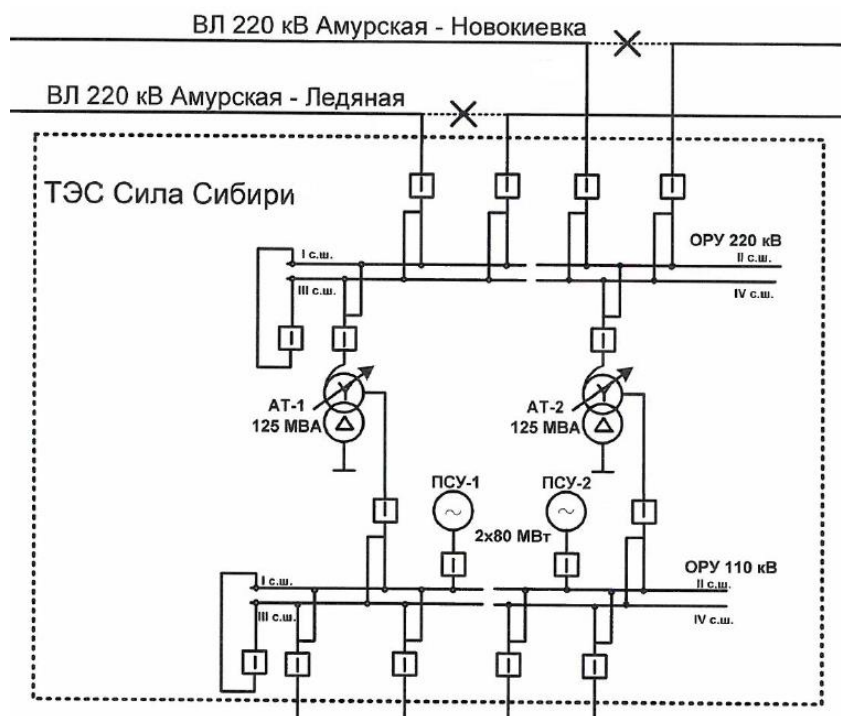 ВЛ 220 кВ Амурская - Новокиевка
ВЛ 220 кВ Амурская - Ледяная
ТЭС Сила Сибири
ОРУ 220 кВ
I с.ш.
II с.ш.
III с.ш.
IV с.ш.
АТ-1
125 МВА
АТ-2
125 МВА
ПСУ-1
ПСУ-2
2x80 МВт
ОРУ 110 кВ
I с.ш.
II с.ш.
III с.ш.
IV с.ш.